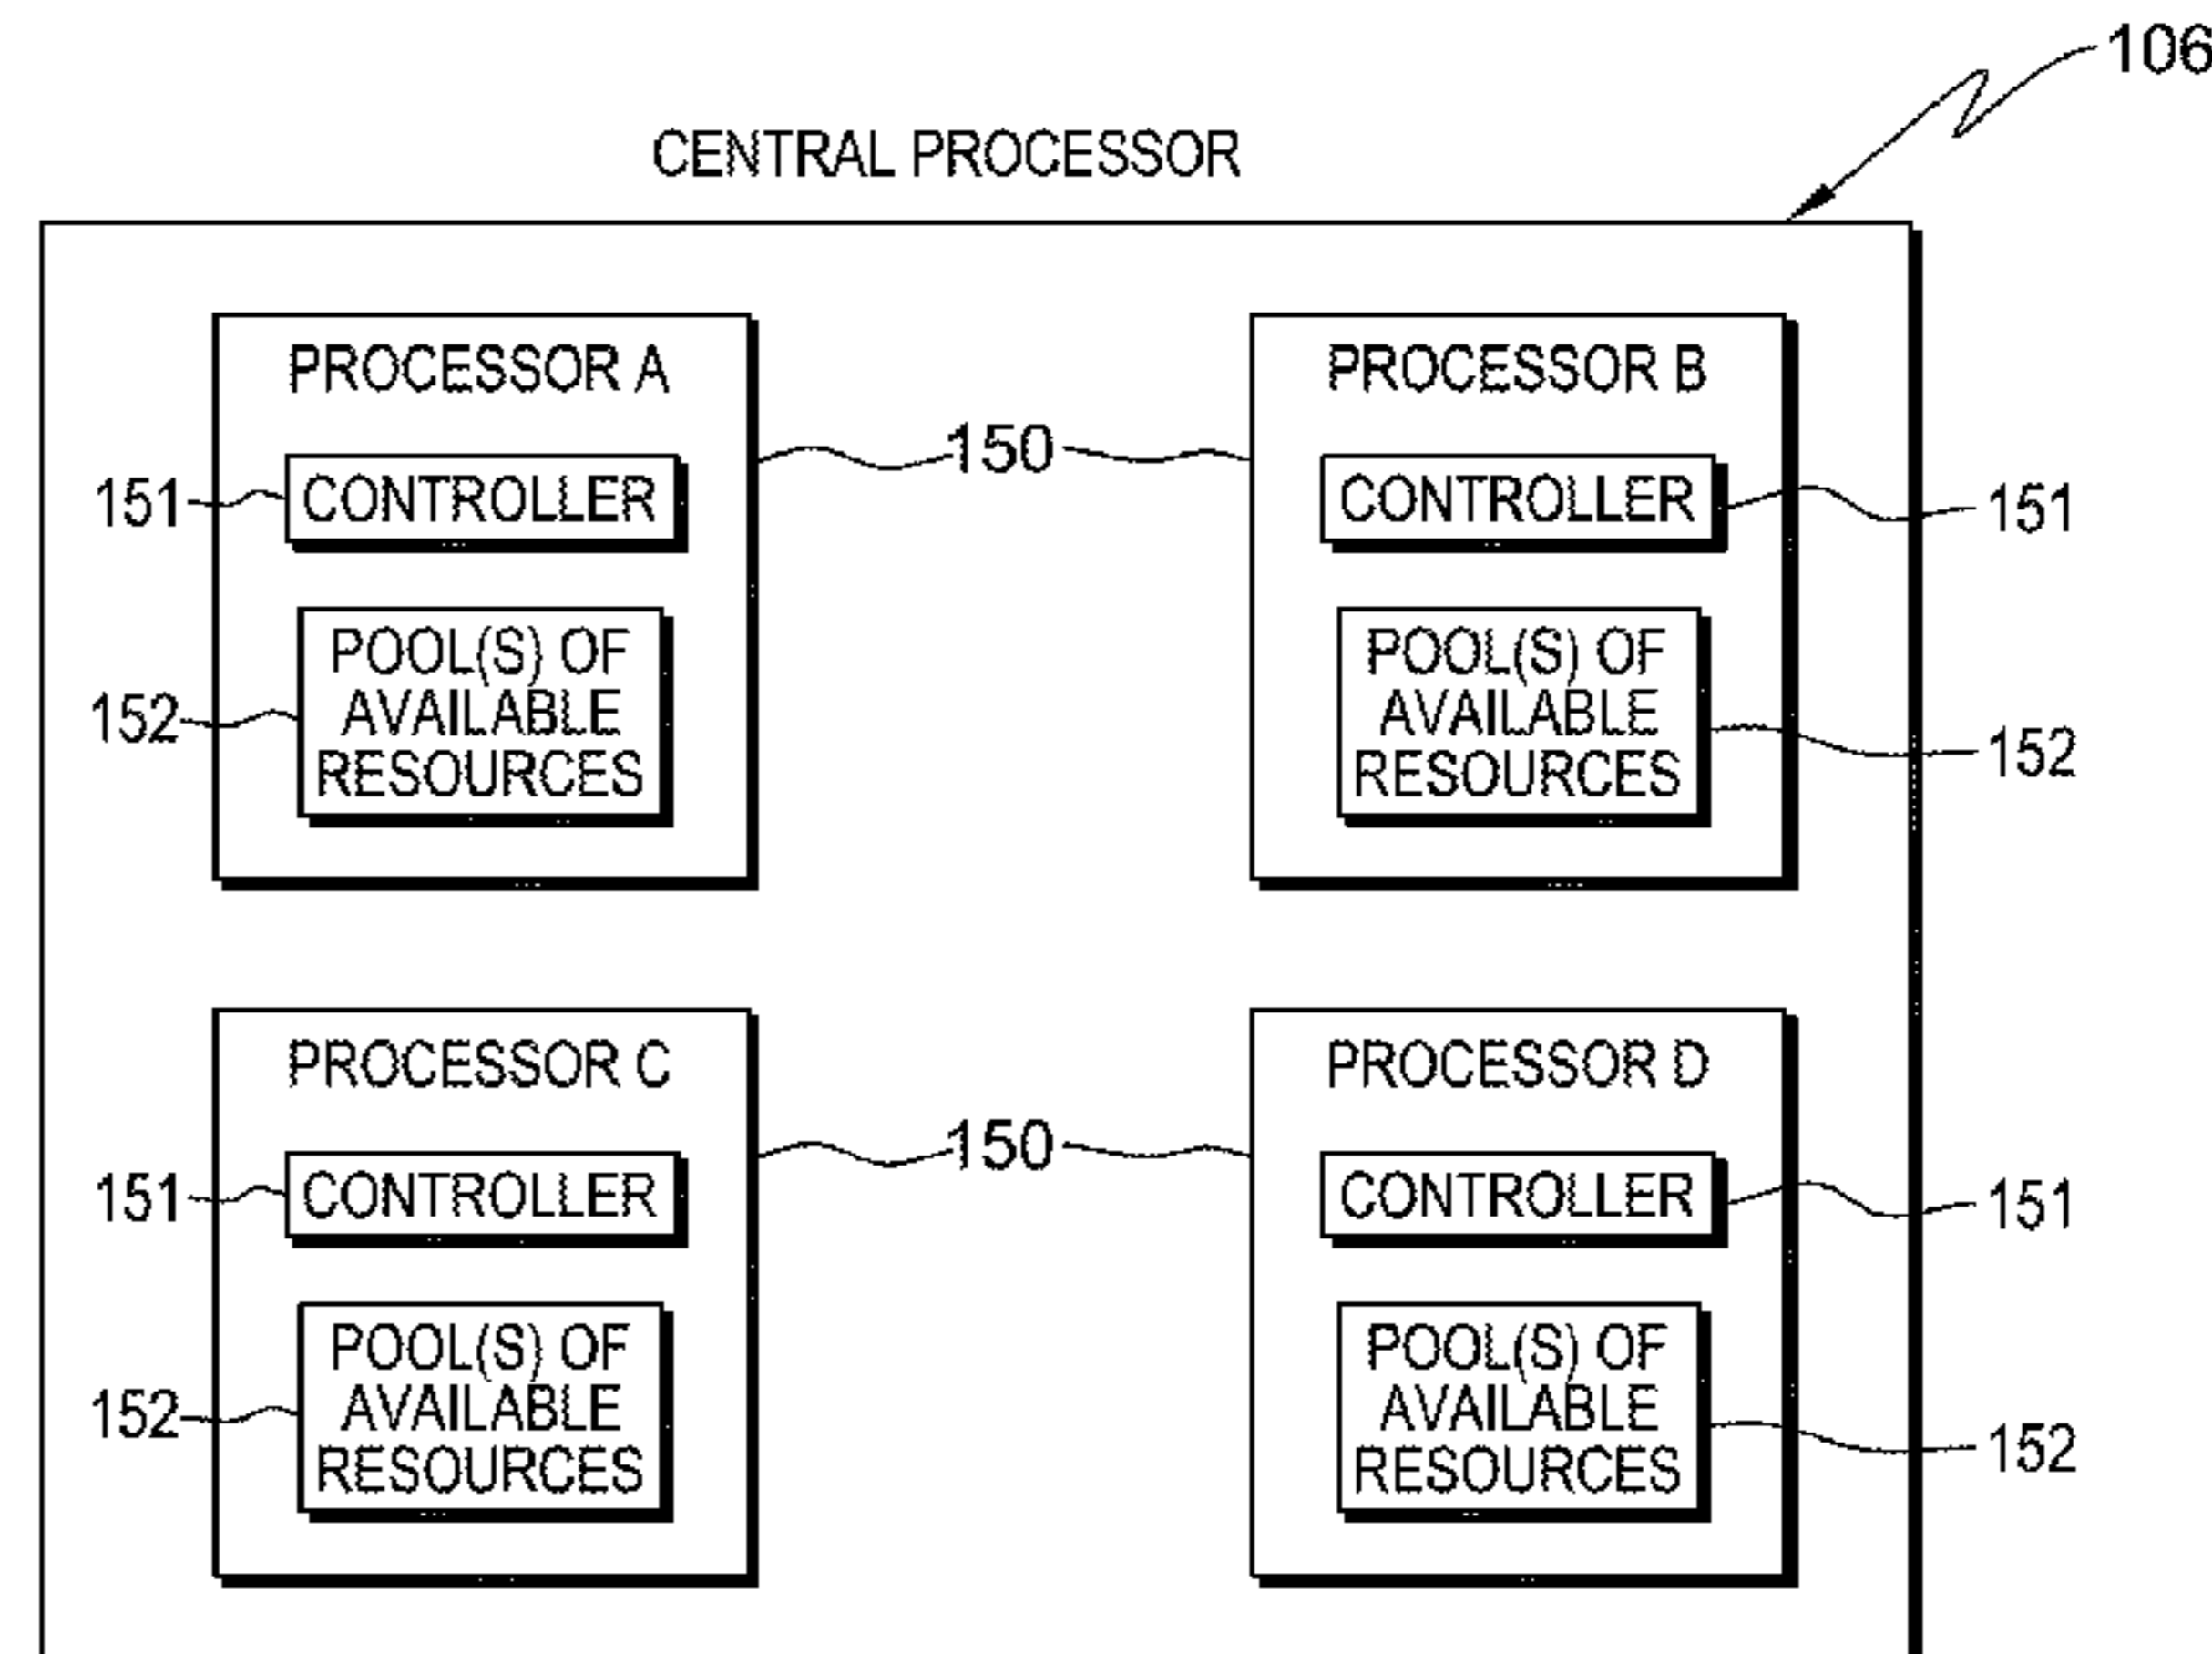 106
CENTRAL PROCESSOR
PROCESSOR A
PROCESSOR B
150
151
CONTROLLER
CONTROLLER
151
152
POOL(S) OF
AVAILABLE
RESOURCES
POOL(S) OF
AVAILABLE
RESOURCES
152
PROCESSOR C
PROCESSOR D
150
151
CONTROLLER
CONTROLLER
151
152
POOL(S) OF
AVAILABLE
RESOURCES
POOL(S) OF
AVAILABLE
RESOURCES
152